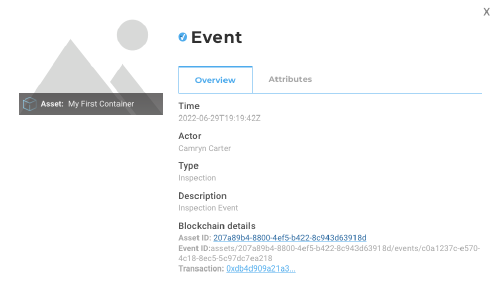 X
Event
Overview
Attributes
Asset: My First Container
Time
2022-06-29T19:19:42Z
Actor
Camryn Carter
Type
Inspection
Description
Inspection Event
Blockchain details
Asset ID: 207a89b4-8800-4ef5-b422-8c943d63918d
Event ID:assets/207a89b4-8800-4ef5-b422-8c943d63918d/events/c0a1237c-e570-
4c18-8ec5-5c97dc7ea218
Transaction: 0xdb4d909a21a3...